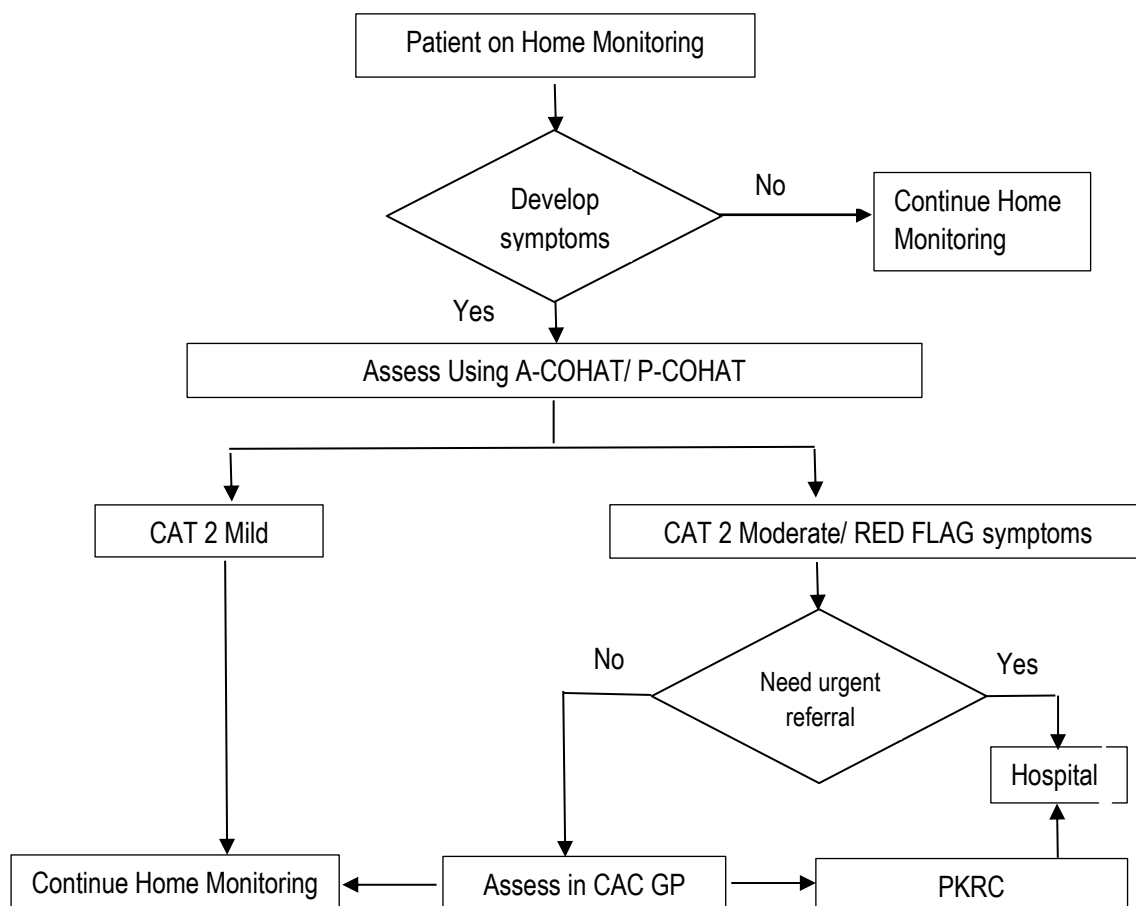 Patient on Home Monitoring
Develop
symptoms
No
Continue Home
Monitoring
Yes
Assess Using A-COHAT/ P-COHAT
CAT 2 Mild
CAT 2 Moderate/ RED FLAG symptoms
No
Need urgent
referral
Yes
Hospital
Continue Home Monitoring
Assess in CAC GP
PKRC